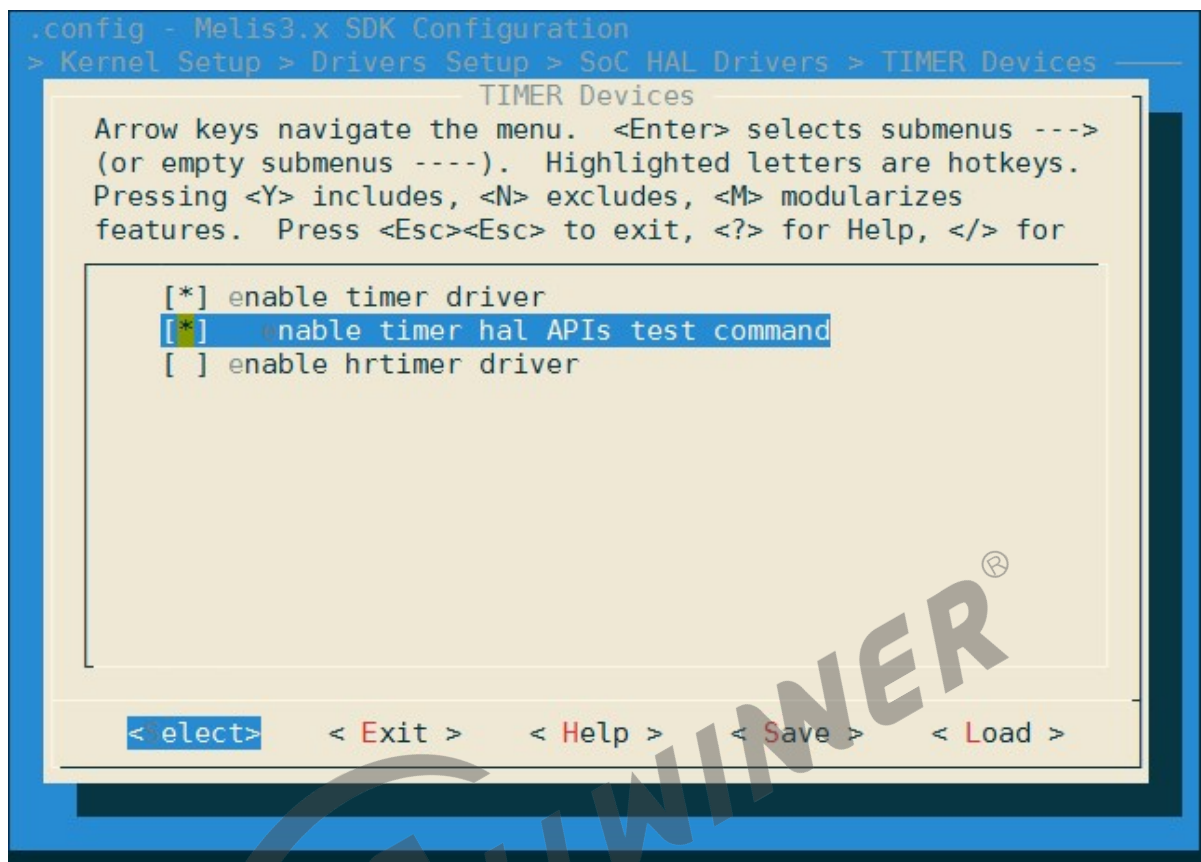 .config - Melis3.x SDK Configuration
> Kernel Setup > Drivers Setup > SoC HAL Drivers > TIMER Devices
TIMER Devices
Arrow keys navigate the menu.  <Enter> selects submenus --->
(or empty submenus ----).  Highlighted letters are hotkeys.
Pressing <Y> includes, <N> excludes, <M> modularizes
features.  Press <Esc><Esc> to exit, <?> for Help, </> for
[*] enable timer driver
[*]   enable timer hal APIs test command
[ ] enable hrtimer driver
<Select>    < Exit >    < Help >    < Save >    < Load >
WINNER®